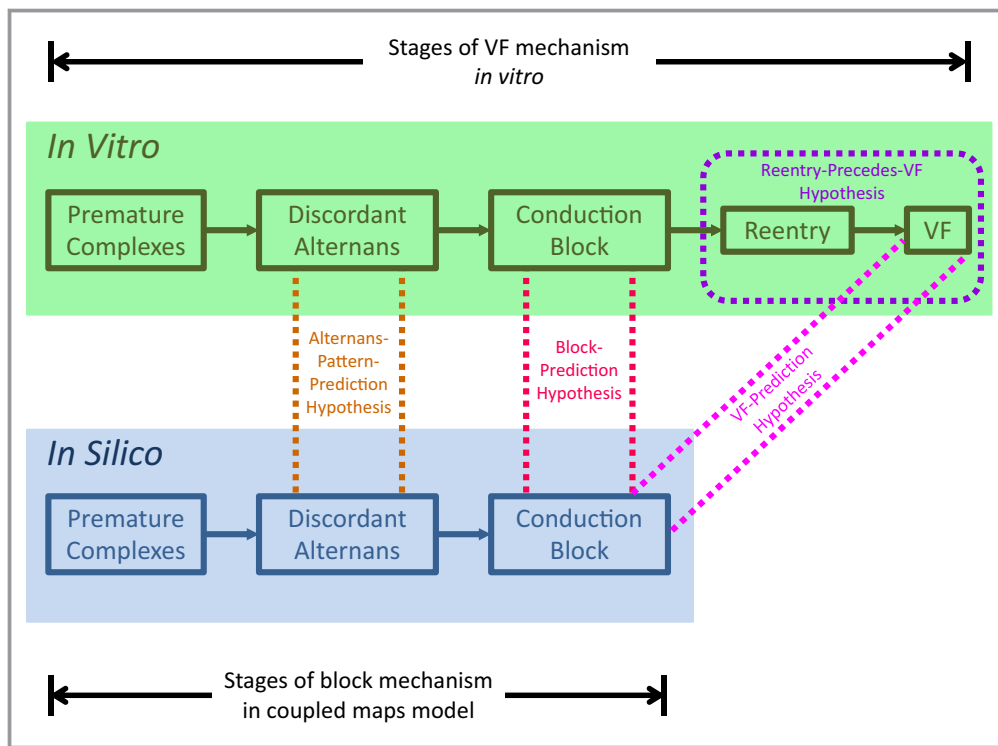 Stages of VF mechanism
in vitro
In Vitro
Reentry-Precedes-VF
Hypothesis
Premature
Complexes
Discordant
Alternans
Conduction
Block
Reentry
VF
Alternans-
Pattern-
Prediction
Hypothesis
Block-
Prediction
Hypothesis
VF-Prediction
Hypothesis
In Silico
Premature
Complexes
Discordant
Alternans
Conduction
Block
Stages of block mechanism
in coupled maps model